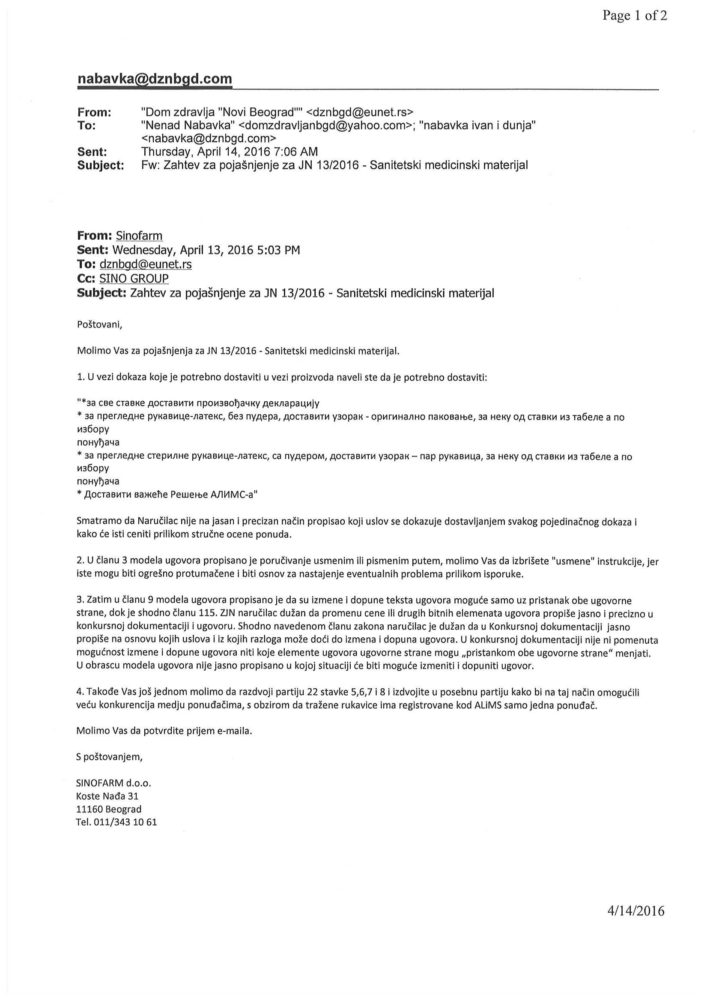 Page 1 of 2
nabavka@dznbgd.com
From: "Dom zdravlja "Novi Beograd"" <dznbgd@eunet.rs>
To: "Nenad Nabavka" <domzdravljanbgd@yahoo.com>; "nabavka ivan i dunja"
<nabavka@dznbgd.com>
Sent: Thursday, April 14, 2016 7:06 AM
Subject: Fw: Zahtev za pojašnjenje za JN 13/2016 - Sanitetski medicinski materijal
From: Sinofarm
Sent: Wednesday, April 13, 2016 5:03 PM
To: dznbgd@eunet.rs
Cc: SINO GROUP
Subject: Zahtev za pojašnjenje za JN 13/2016 - Sanitetski medicinski materijal
Poštovani,
Molimo Vas za pojašnjenja za JN 13/2016 - Sanitetski medicinski materijal.
1. U vezi dokaza koje je potrebno dostaviti u vezi proizvoda naveli ste da je potrebno dostaviti:
"*за све ставке доставити произвођачку декларацију
* за прегледне рукавице-латекс, без пудера, доставити узорак - оригинално паковање, за неку од ставки из табеле а по
избору
понуђача
* за прегледне стерилне рукавице-латекс, са пудером, доставити узорак – пар рукавица, за неку од ставки из табеле а по
избору
понуђача
* Доставити важеће Решење АЛИМС-а"
Smatramo da Naručilac nije na jasan i precizan način propisao koji uslov se dokazuje dostavljanjem svakog pojedinačnog dokaza i
kako će isti ceniti prilikom stručne ocene ponuda.
2. U članu 3 modela ugovora propisano je poručivanje usmenim ili pismenim putem, molimo Vas da izbrišete "usmene" instrukcije, jer
iste mogu biti ogrešno protumačene i biti osnov za nastajenje eventualnih problema prilikom isporuke.
3. Zatim u članu 9 modela ugovora propisano je da su izmene i dopune teksta ugovora moguće samo uz pristanak obe ugovorne
strane, dok je shodno članu 115. ZJN naručilac dužan da promenu cene ili drugih bitnih elemenata ugovora propiše jasno i precizno u
konkursnoj dokumentaciji i ugovoru. Shodno navedenom članu zakona naručilac je dužan da u Konkursnoj dokumentaciji jasno
propiše na osnovu kojih uslova i iz kojih razloga može doći do izmena i dopuna ugovora. U konkursnoj dokumentaciji nije ni pomenuta
mogućnost izmene i dopune ugovora niti koje elemente ugovora ugovorne strane mogu „pristankom obe ugovorne strane“ menjati.
U obrascu modela ugovora nije jasno propisano u kojoj situaciji će biti moguće izmeniti i dopuniti ugovor.
4. Takođe Vas još jednom molimo da razdvoji partiju 22 stavke 5,6,7 i 8 i izdvojite u posebnu partiju kako bi na taj način omogućili
veću konkurencija medju ponuđačima, s obzirom da tražene rukavice ima registrovane kod ALiMS samo jedna ponuđač.
Molimo Vas da potvrdite prijem e-maila.
S poštovanjem,
SINOFARM d.o.o.
Koste Nađa 31
11160 Beograd
Tel. 011/343 10 61
4/14/2016